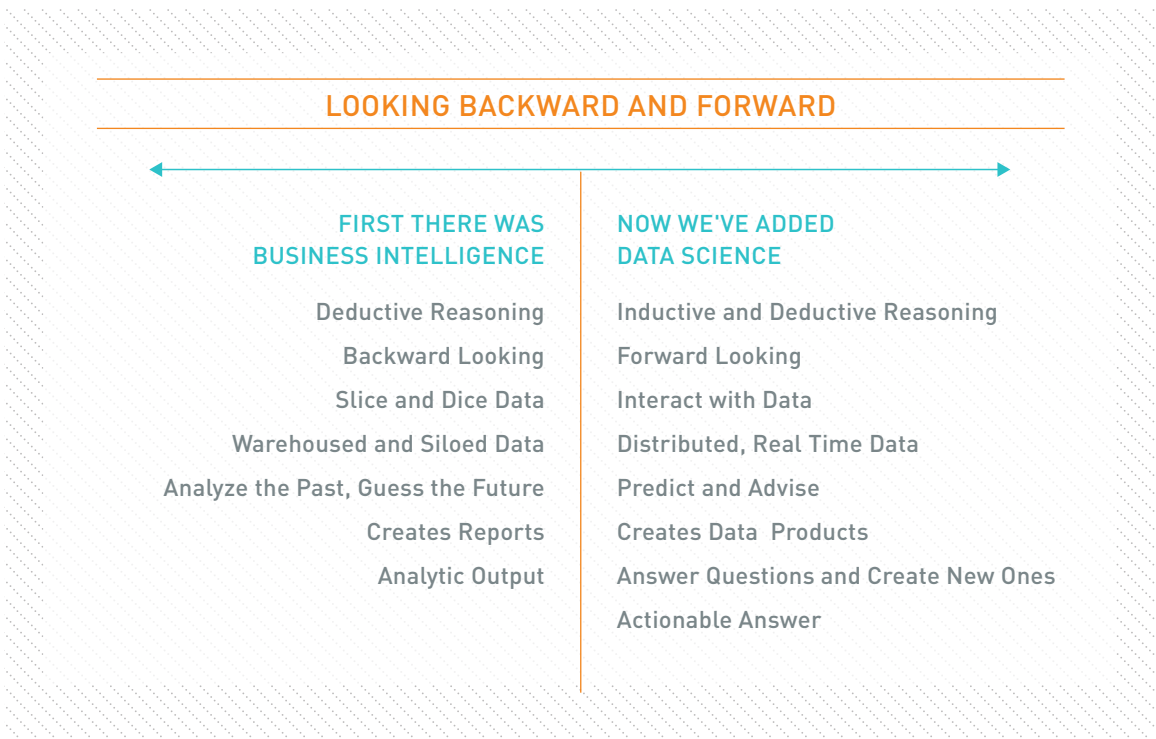 LOOKING BACKWARD AND FORWARD
FIRST THERE WAS
BUSINESS INTELLIGENCE
Deductive Reasoning
Backward Looking
Slice and Dice Data
Warehoused and Siloed Data
Analyze the Past, Guess the Future
Creates Reports
Analytic Output
NOW WE'VE ADDED
DATA SCIENCE
Inductive and Deductive Reasoning
Forward Looking
Interact with Data
Distributed, Real Time Data
Predict and Advise
Creates Data  Products
Answer Questions and Create New Ones
Actionable Answer